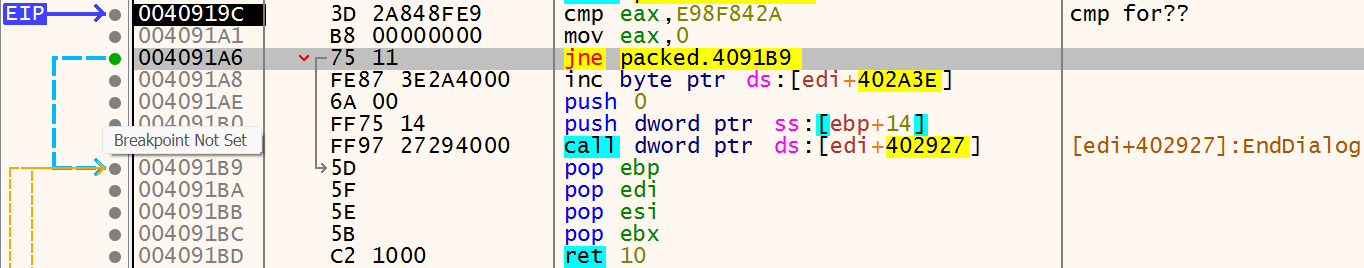 EIP 0040919C 3D 2A848FE9 cmp eax,E98F842A cmp for??
004091A1 B8 00000000 mov eax,0
004091A6 75 11 jne packed.4091B9
004091A8 FE87 3E2A4000 inc byte ptr ds:[edi+402A3E]
004091AE 6A 00 push 0
004091B0 FF75 14 push dword ptr ss:[ebp+14]
Breakpoint Not Set FF97 27294000 call dword ptr ds:[edi+402927] [edi+402927]:EndDialog
004091B9 5D pop ebp
004091BA 5F pop edi
004091BB 5E pop esi
004091BC 5B pop ebx
004091BD C2 1000 ret 10